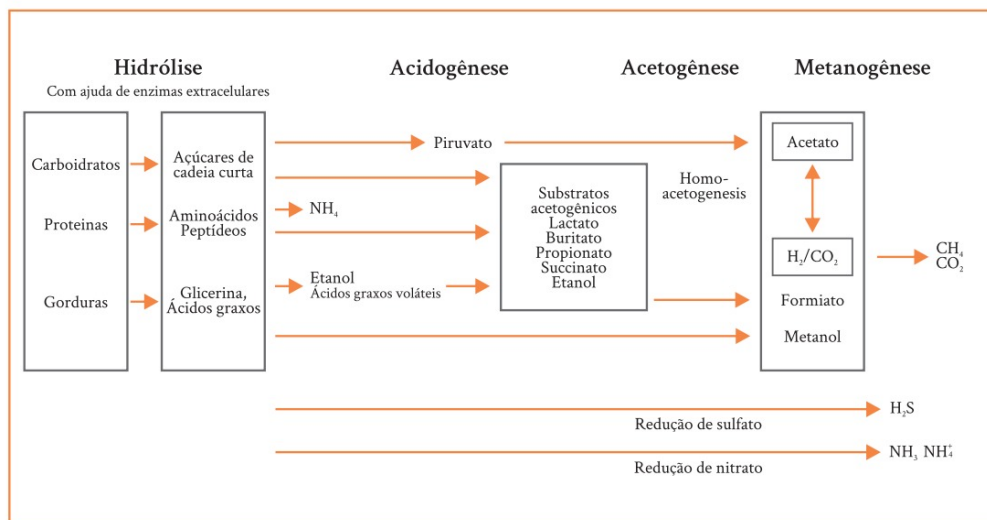 Hidrólise
Com ajuda de enzimas extracelulares
Acidogênese
Acetogênese
Metanogênese
Carboidratos
Proteinas
Gorduras
Açúcares de
cadeia curta
Aminoácidos
Peptídeos
Glicerina,
Ácidos graxos
Piruvato
NH₄
Etanol
Ácidos graxos voláteis
Substratos
acetogênicos
Lactato
Buritato
Propionato
Succinato
Etanol
Homo-
acetogenesis
Acetato
H₂/CO₂
Formiato
Metanol
CH₄
CO₂
Redução de sulfato
H₂S
Redução de nitrato
NH₃ NH₄⁺